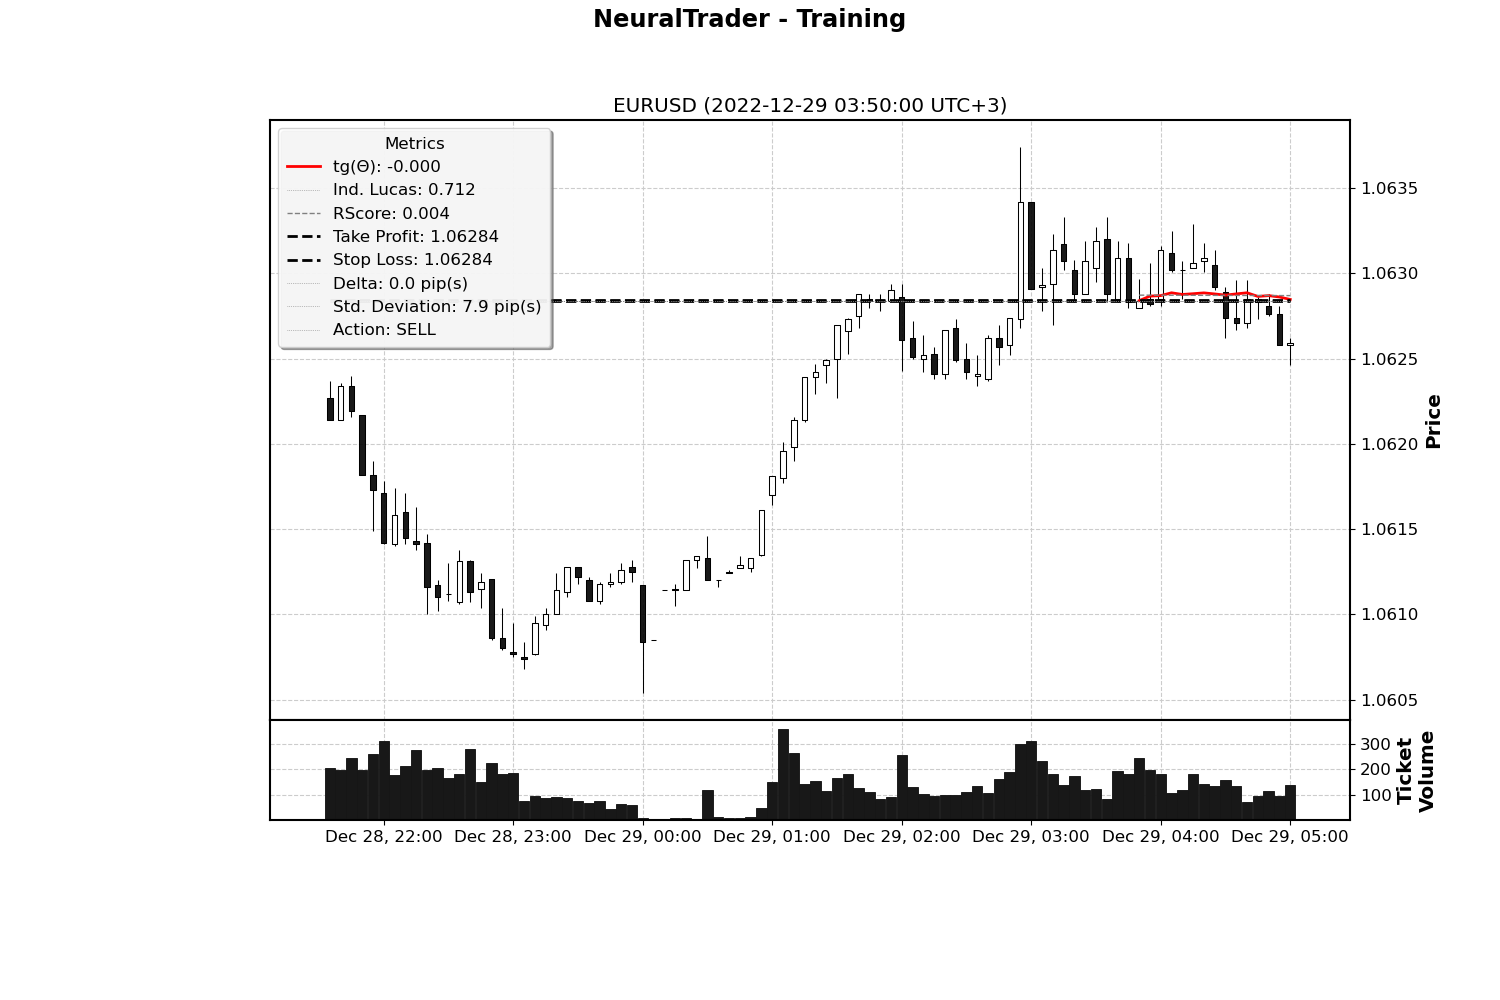 NeuralTrader - Training
EURUSD (2022-12-29 03:50:00 UTC+3)
Metrics
tg(Θ): -0.000
Ind. Lucas: 0.712
RScore: 0.004
Take Profit: 1.06284
Stop Loss: 1.06284
Delta: 0.0 pip(s)
Std. Deviation: 7.9 pip(s)
Action: SELL
1.0635
1.0630
1.0625
1.0620
1.0615
1.0610
1.0605
Price
300
200
100
Ticket
Volume
Dec 28, 22:00 Dec 28, 23:00 Dec 29, 00:00 Dec 29, 01:00 Dec 29, 02:00 Dec 29, 03:00 Dec 29, 04:00 Dec 29, 05:00